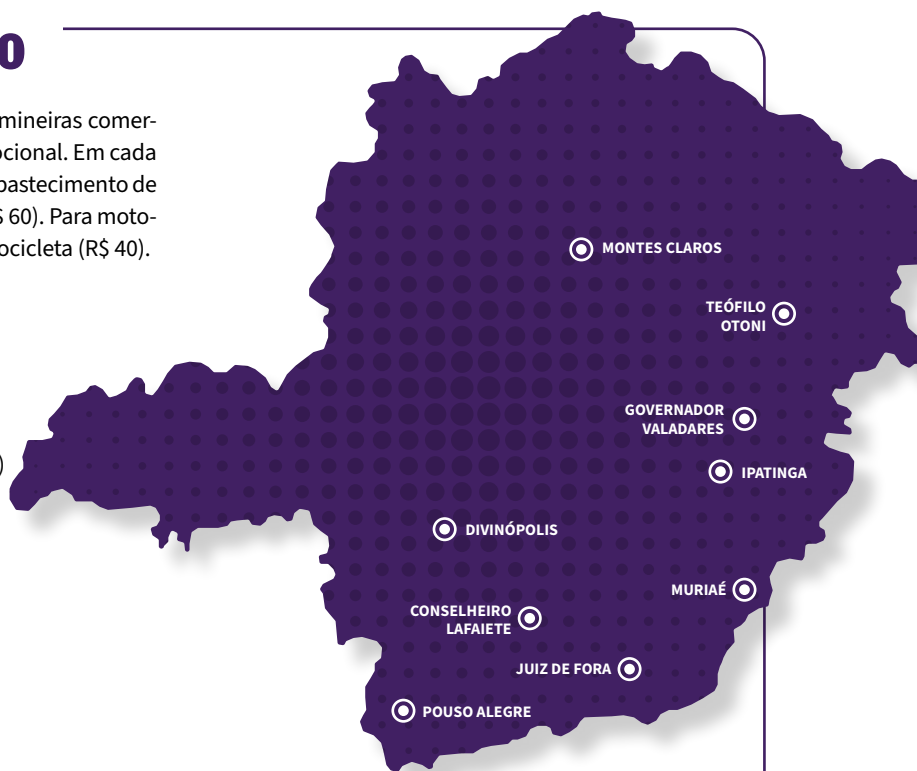 o
mineiras comer-
ocional. Em cada
bastecimento de
$ 60). Para moto-
ocicleta (R$ 40).
)
MONTES CLAROS
TEÓFILO
OTONI
GOVERNADOR
VALADARES
IPATINGA
DIVINÓPOLIS
MURIAÉ
CONSELHEIRO
LAFAIETE
JUIZ DE FORA
POUSO ALEGRE